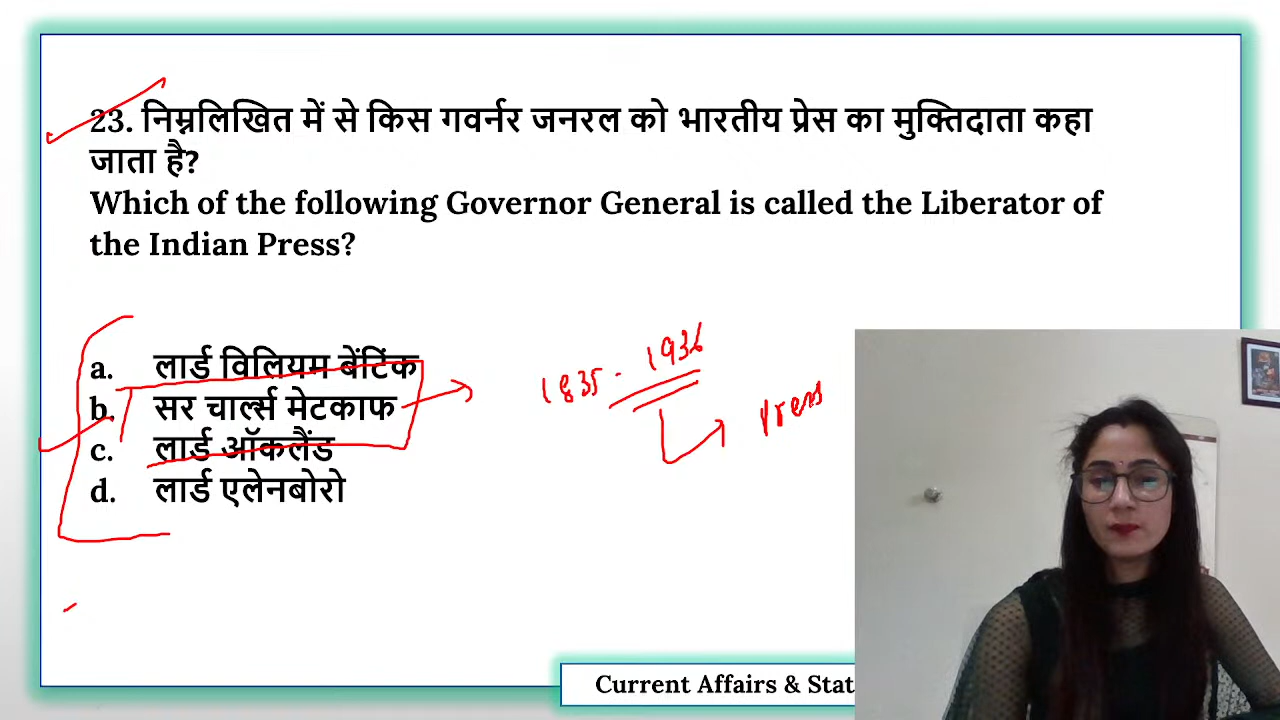 23. निम्नलिखित में से किस गवर्नर जनरल को भारतीय प्रेस का मुक्तिदाता कहा
जाता है?
Which of the following Governor General is called the Liberator of
the Indian Press?
a. लार्ड विलियम बेंटिंक
b. सर चार्ल्स मेटकाफ
c. लार्ड ऑकलैंड
d. लार्ड एलेनबोरो
1835 - 1936
Press
Current Affairs & Stat